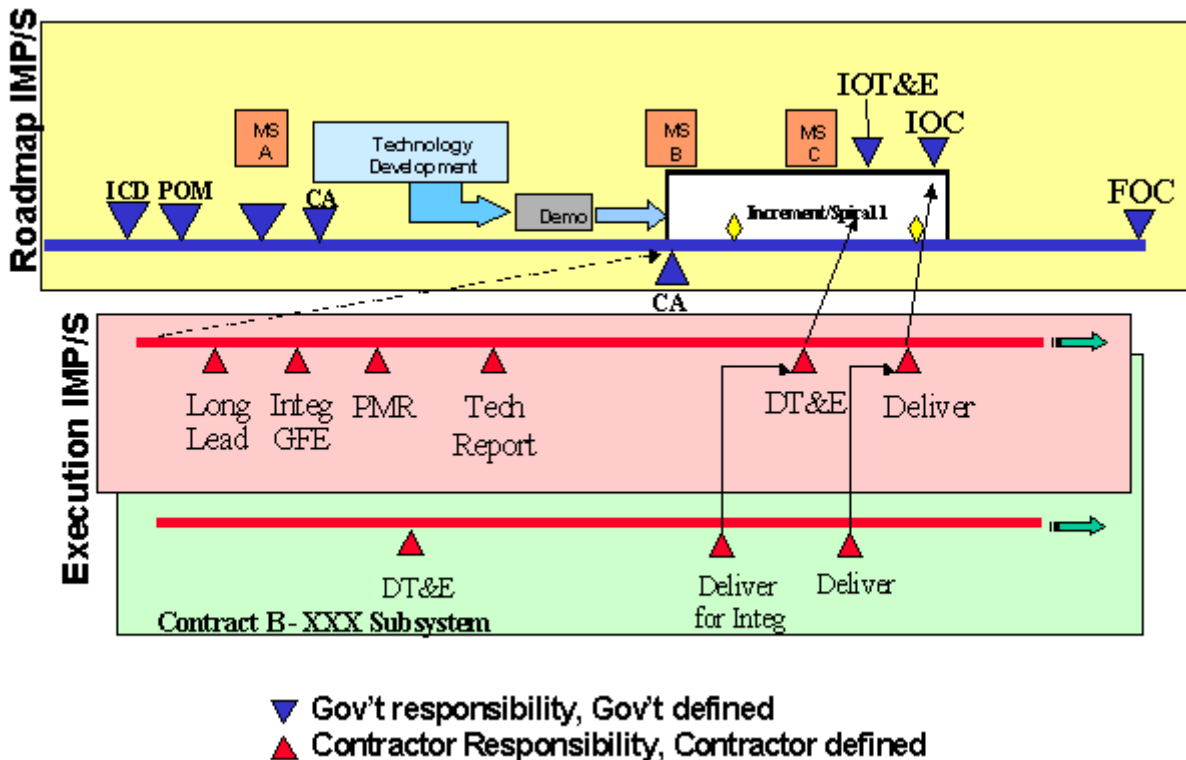 Roadmap IMP/S
IOT&E
IOC
MS
A
Technology
Development
MS
B
MS
C
ICD
POM
CA
FOC
Demo
Increment/Spiral 1
CA
Execution IMP/S
Long
Lead
Integ
GFE
PMR
Tech
Report
DT&E
Deliver
DT&E
Deliver
for Integ
Deliver
Contract B- XXX Subsystem
Gov't responsibility, Gov't defined
Contractor Responsibility, Contractor defined